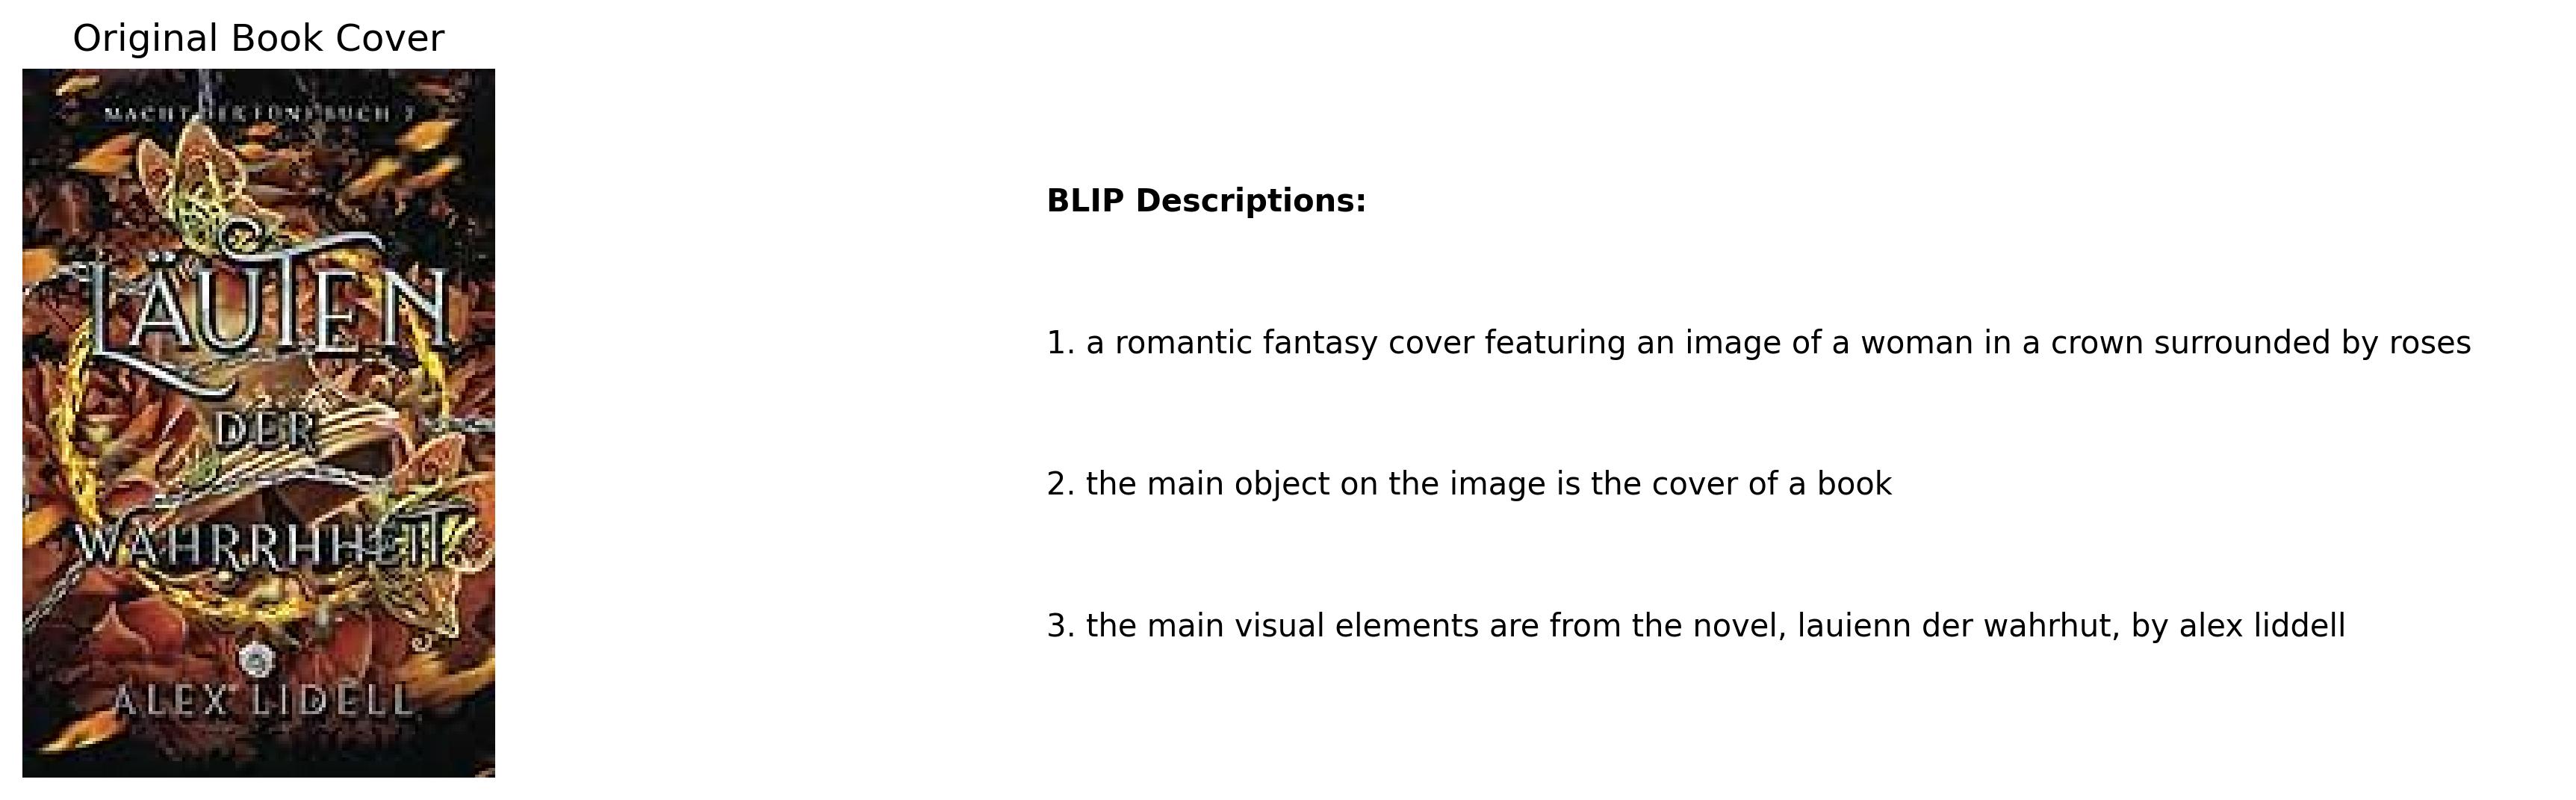 Original Book Cover
MACHT DER FÜNF BUCH 7
LÄUTEN
DER
WAHRRHHEIT
ALEX LIDELL
BLIP Descriptions:
1. a romantic fantasy cover featuring an image of a woman in a crown surrounded by roses
2. the main object on the image is the cover of a book
3. the main visual elements are from the novel, lauienn der wahrhut, by alex liddell